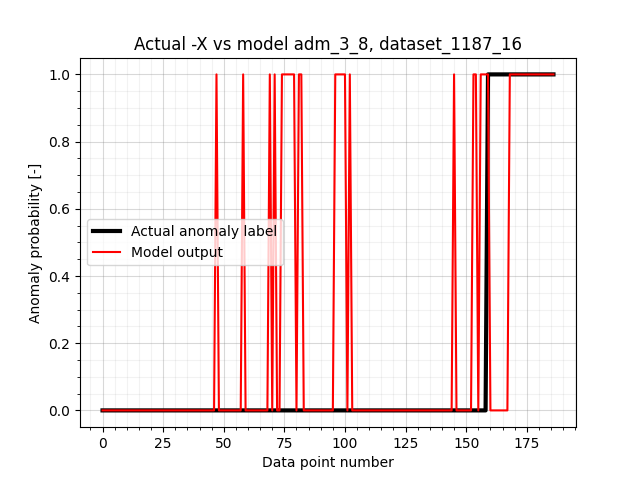 Actual -X vs model adm_3_8, dataset_1187_16
1.0
0.8
0.6
0.4
0.2
0.0
Anomaly probability [-]
Actual anomaly label
Model output
0 25 50 75 100 125 150 175
Data point number